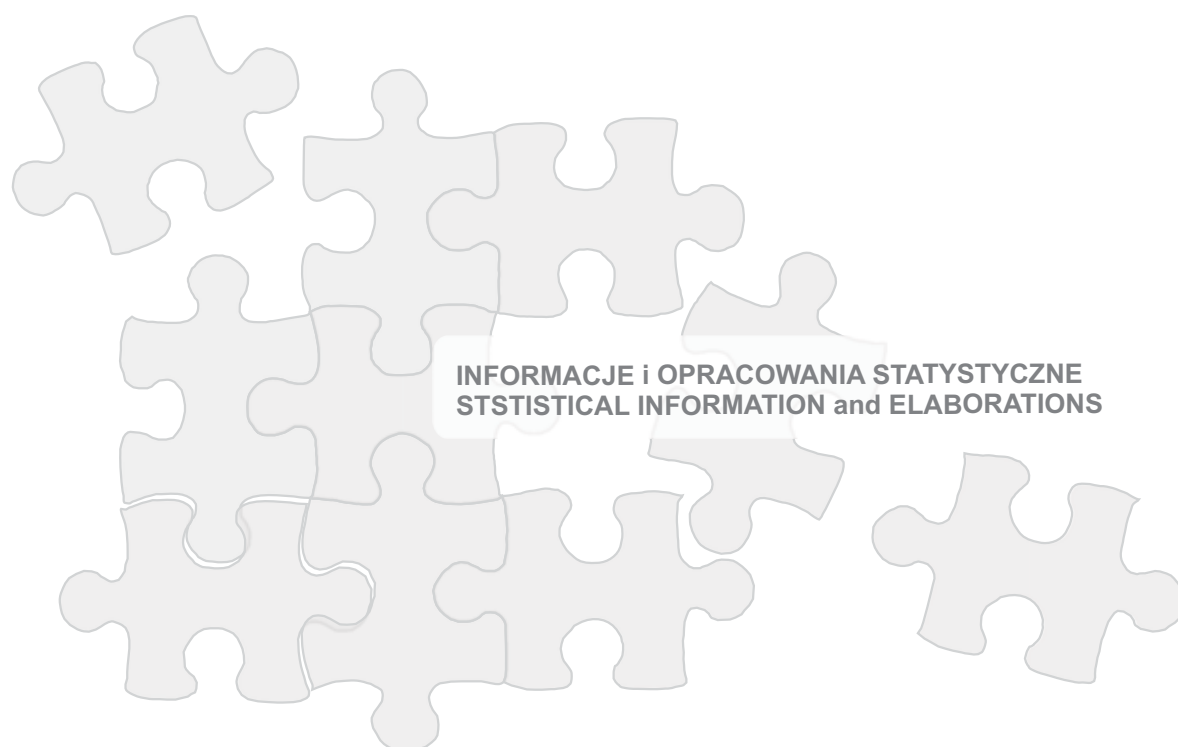 INFORMACJE i OPRACOWANIA STATYSTYCZNE
STSTISTICAL INFORMATION and ELABORATIONS